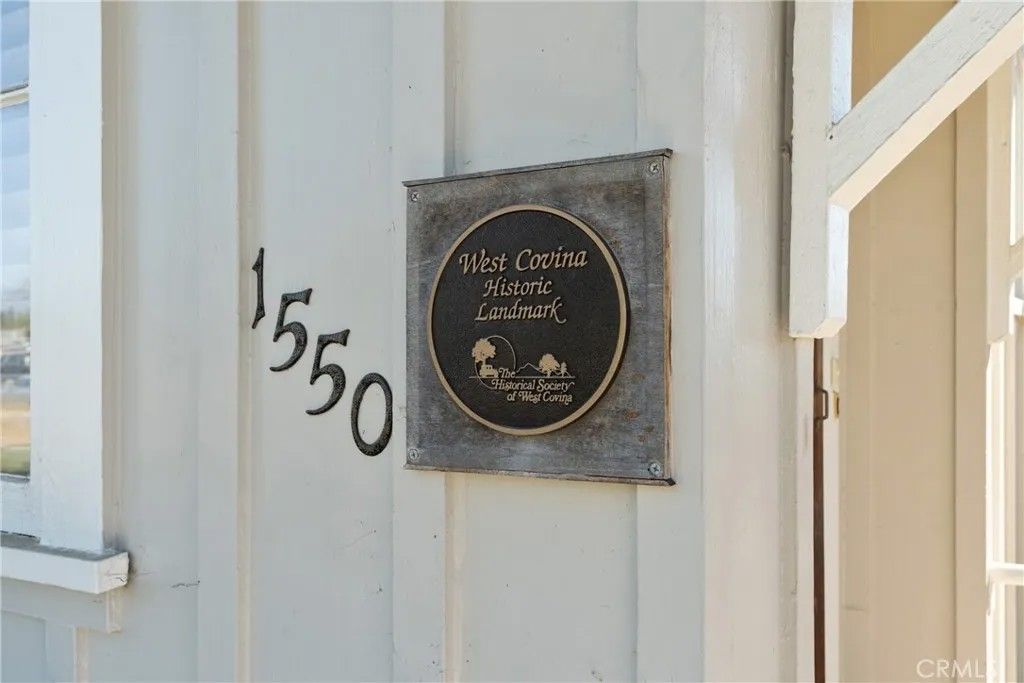 1550
West Covina
Historic
Landmark
The
Historical Society
of West Covina
CRMLS